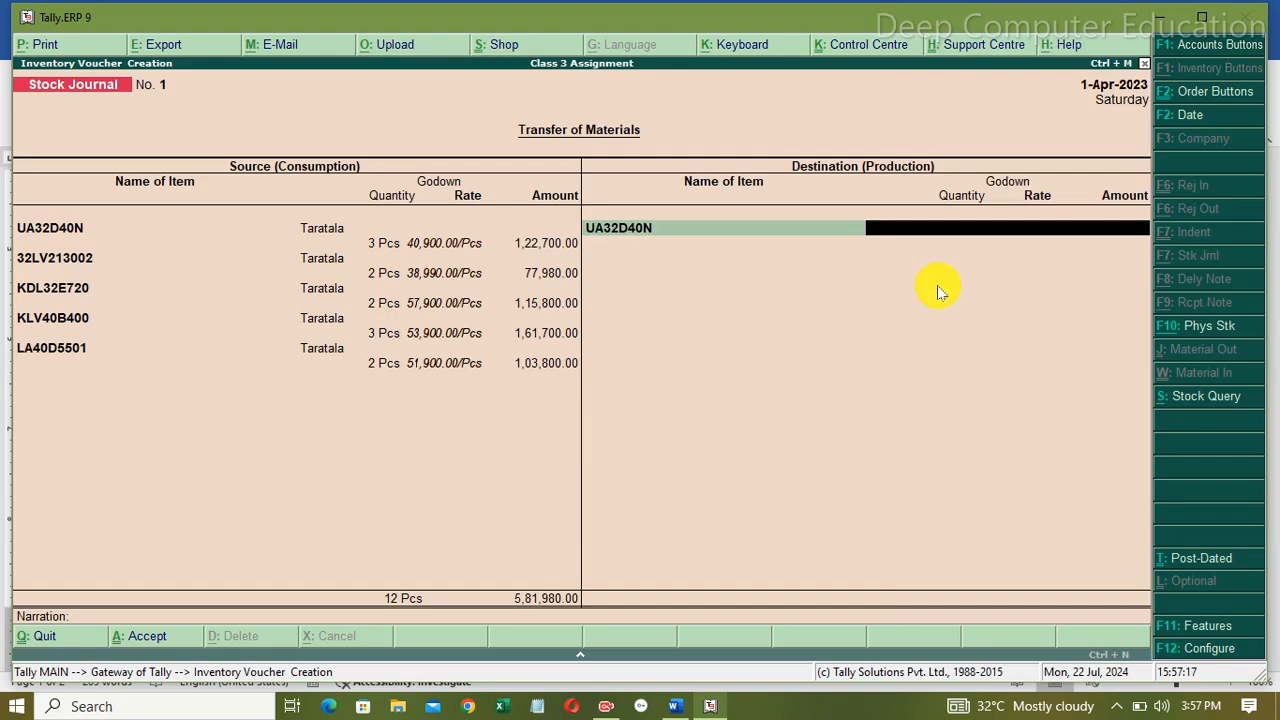 Tally.ERP 9
Deep Computer Education
P: Print E: Export M: E-Mail O: Upload S: Shop G: Language K: Keyboard K: Control Centre H: Support Centre H: Help
F1: Accounts Buttons
Inventory Voucher Creation Class 3 Assignment Ctrl + M
F1: Inventory Buttons
Stock Journal No. 1 1-Apr-2023
F2: Order Buttons
Saturday
F2: Date
Transfer of Materials
F3: Company
Source (Consumption) Destination (Production)
Name of Item Godown Name of Item Godown
F6: Rej In
Quantity Rate Amount Quantity Rate Amount
F6: Rej Out
UA32D40N Taratala UA32D40N
F7: Indent
3 Pcs 40,900.00/Pcs 1,22,700.00
32LV213002 Taratala
F7: Stk Jrnl
2 Pcs 38,990.00/Pcs 77,980.00
F8: Dely Note
KDL32E720 Taratala
2 Pcs 57,900.00/Pcs 1,15,800.00
F9: Rcpt Note
KLV40B400 Taratala
F10: Phys Stk
3 Pcs 53,900.00/Pcs 1,61,700.00
LA40D5501 Taratala
J: Material Out
2 Pcs 51,900.00/Pcs 1,03,800.00
W: Material In
S: Stock Query
T: Post-Dated
L: Optional
12 Pcs 5,81,980.00
Narration:
F11: Features
Q: Quit A: Accept D: Delete X: Cancel
F12: Configure
Ctrl + N
Tally MAIN --> Gateway of Tally --> Inventory Voucher Creation (c) Tally Solutions Pvt. Ltd., 1988-2015 Mon, 22 Jul, 2024 15:57:17
Search 32°C Mostly cloudy 3:57 PM